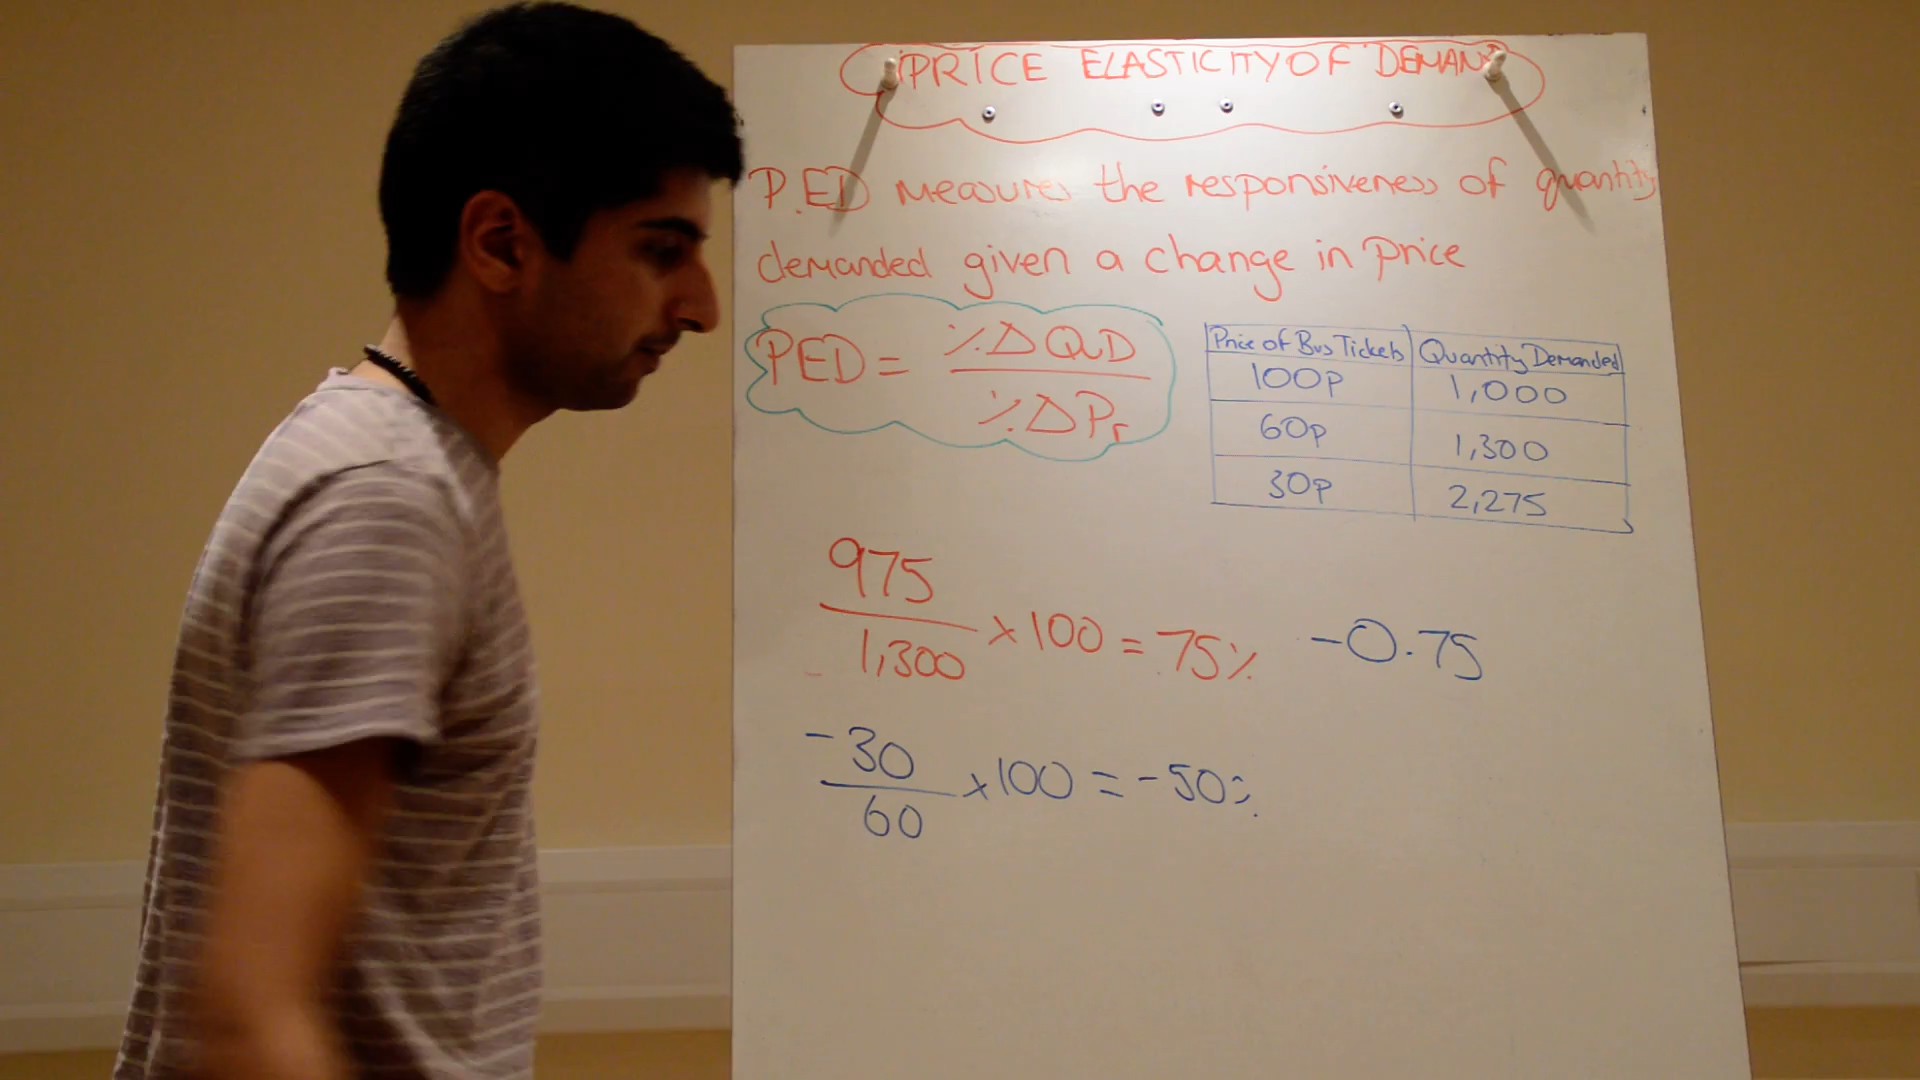 PRICE ELASTICITY OF DEMAND
P.ED measures the responsiveness of quantity
demanded given a change in price
PED = %ΔQD / %ΔPr
Price of Bus Tickets Quantity Demanded
100p 1,000
60p 1,300
30p 2,275
975 / 1,300 × 100 = 75% -0.75
-30 / 60 × 100 = -50%